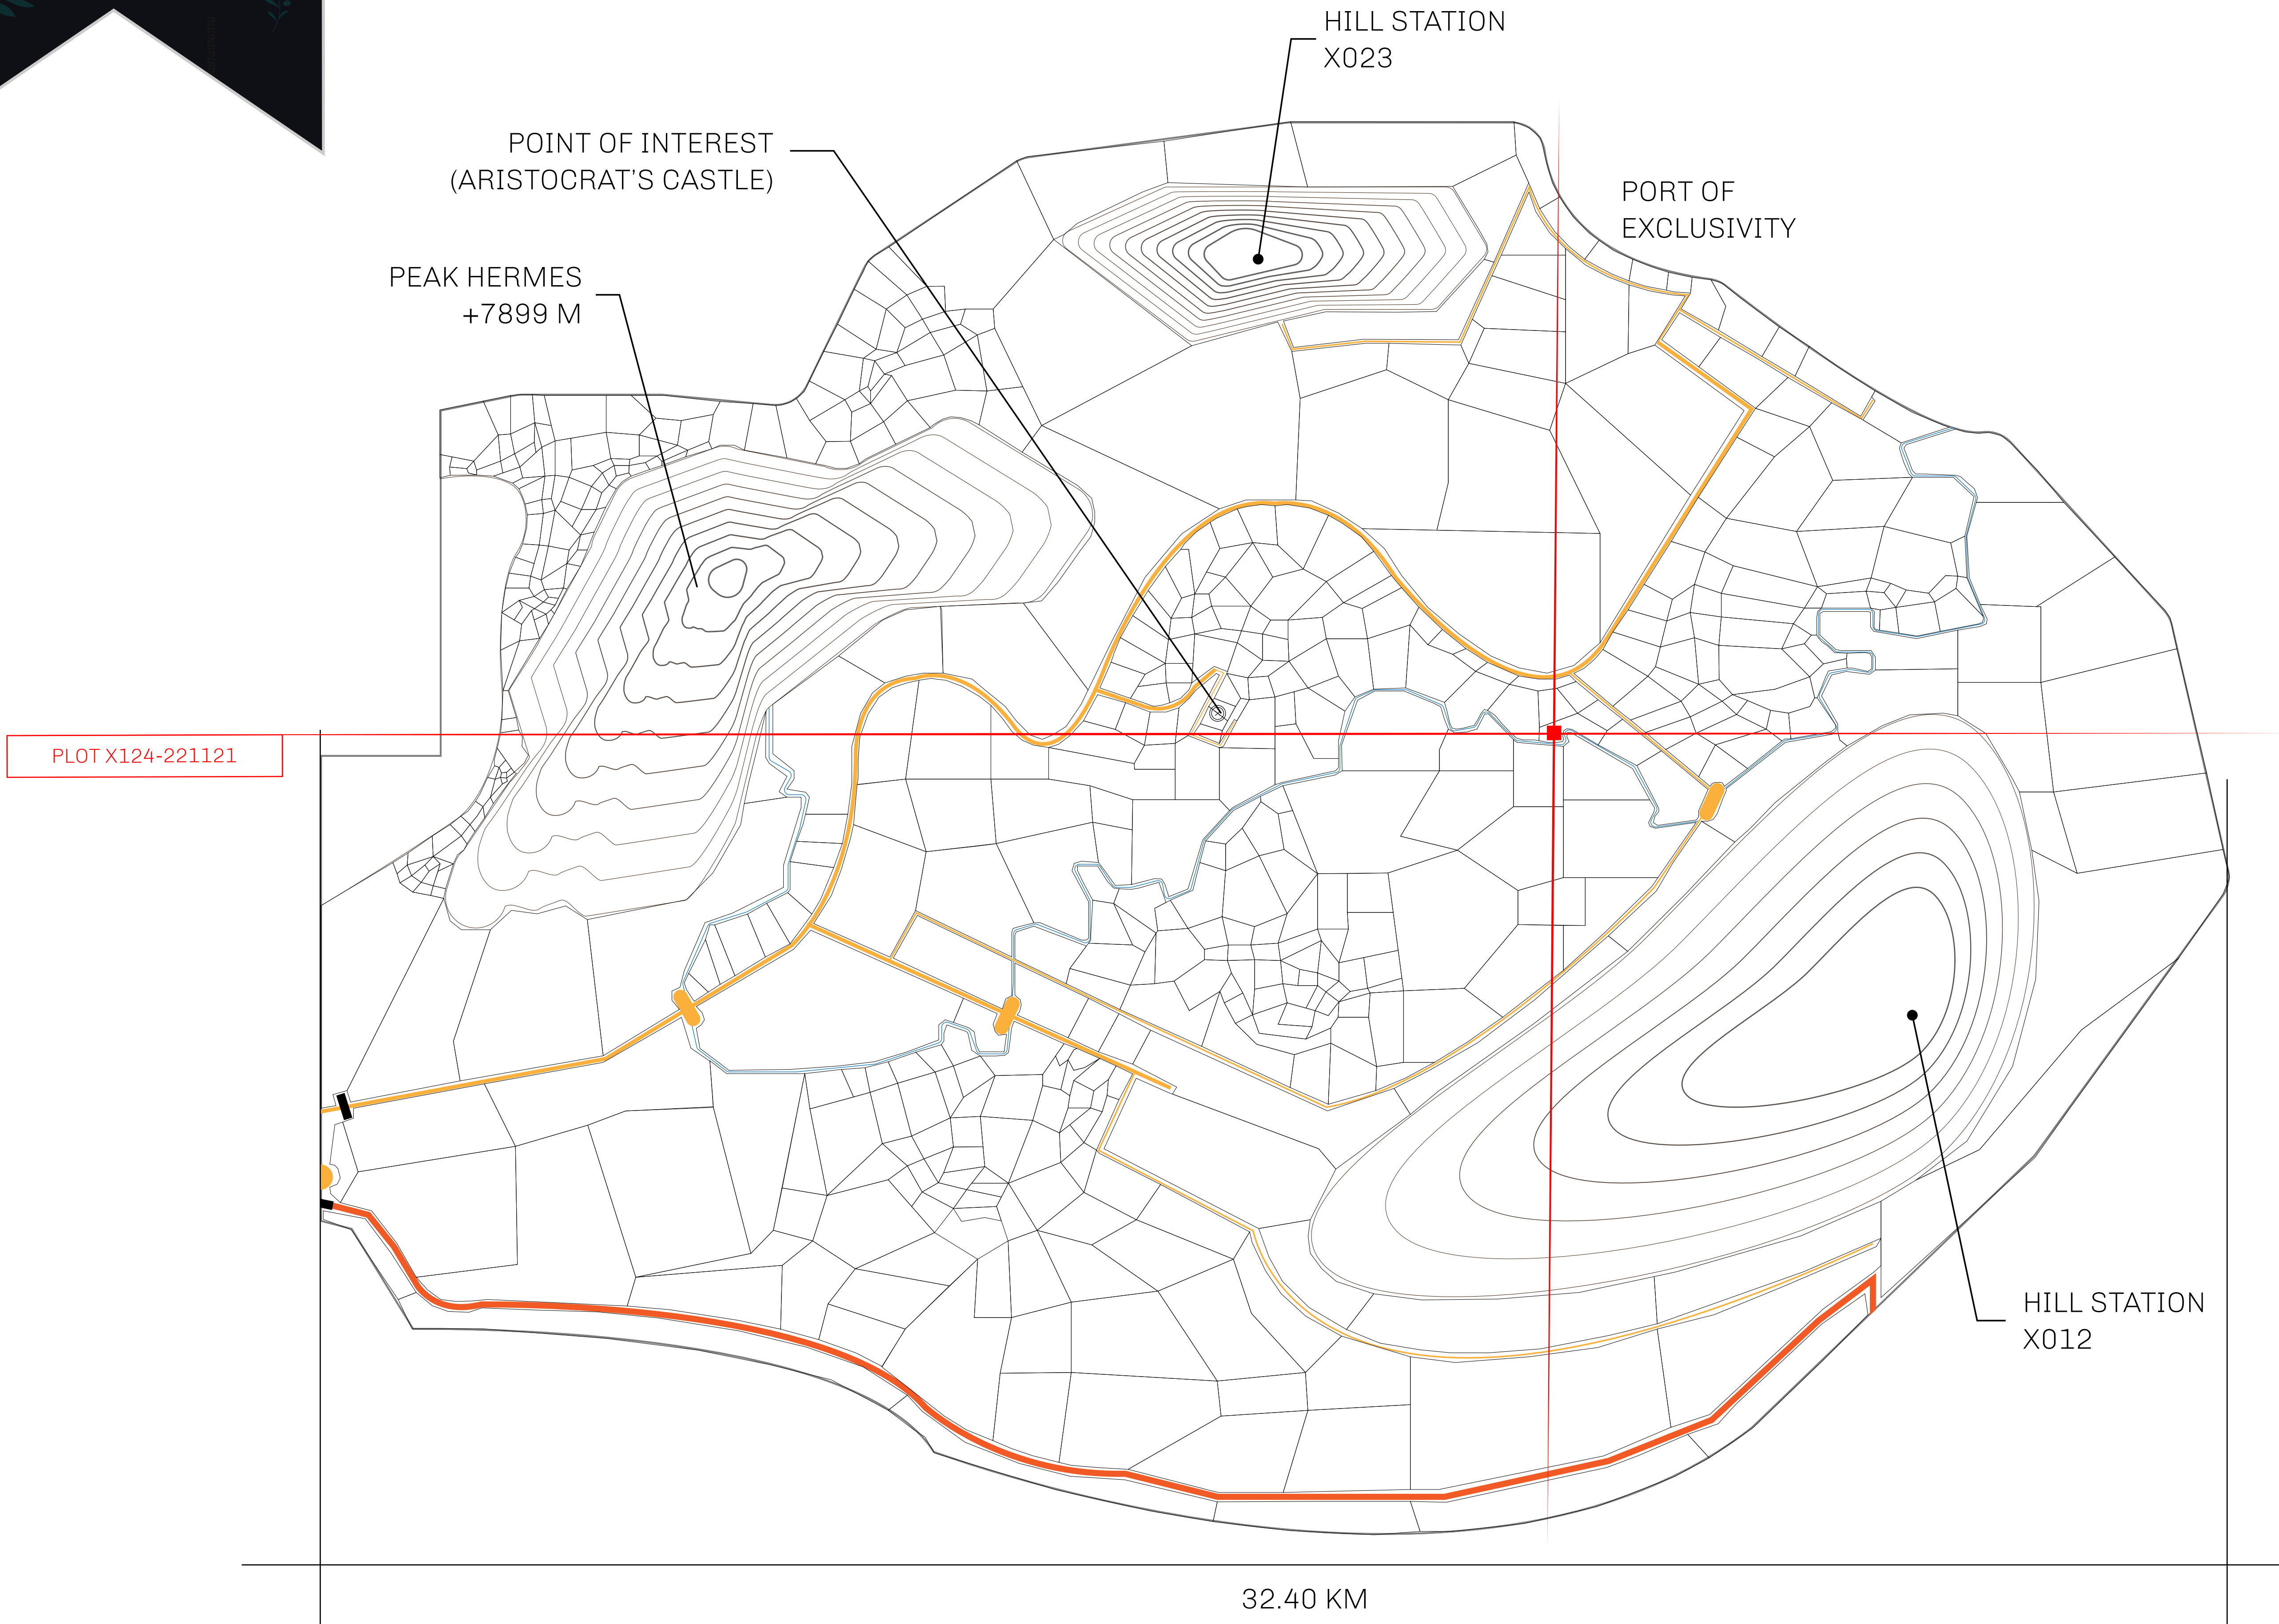 HILL STATION
X023
POINT OF INTEREST
(ARISTOCRAT'S CASTLE)
PORT OF
EXCLUSIVITY
PEAK HERMES
+7899 M
PLOT X124-221121
HILL STATION
X012
32.40 KM